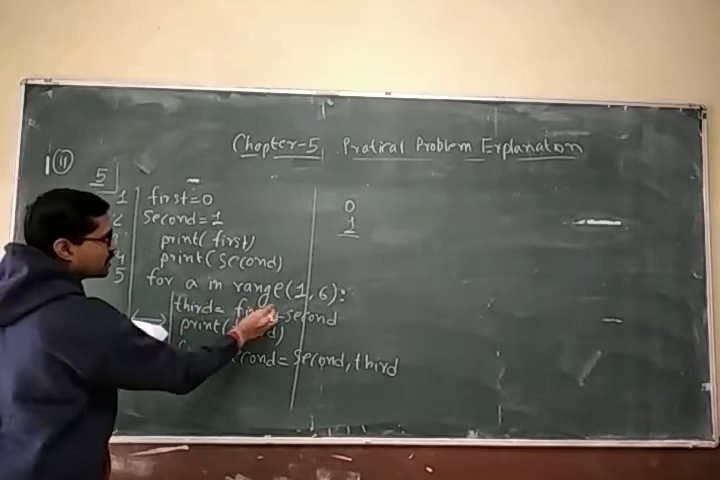 Chapter-5 Pratical Problem Explanation
11
5
1 first=0
2 Second=1
print(first)
4 print(Second)
5 for a in range(1,6):
third= second
print(
second=second,third
0
1